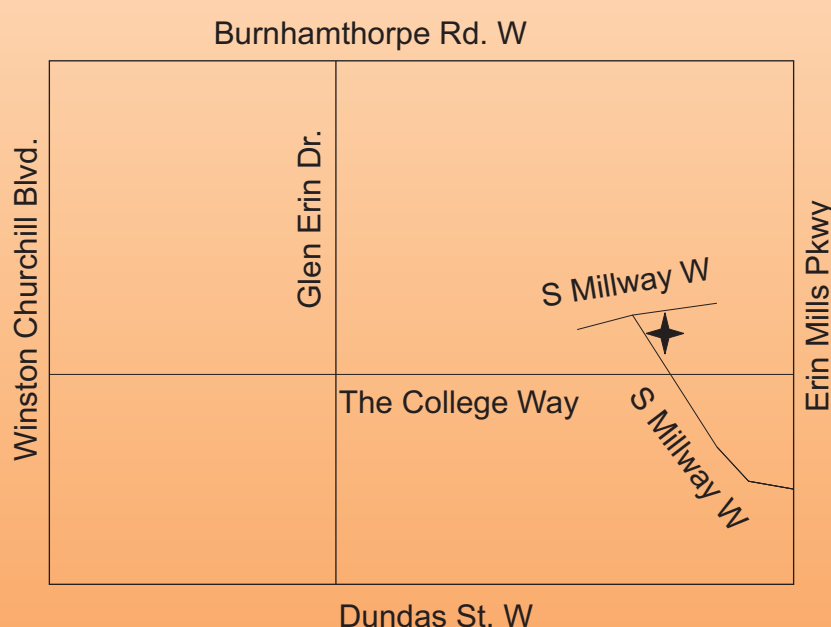 Burnhamthorpe Rd. W
Winston Churchill Blvd.
Glen Erin Dr.
S Millway W
Erin Mills Pkwy
The College Way
S Millway W
Dundas St. W